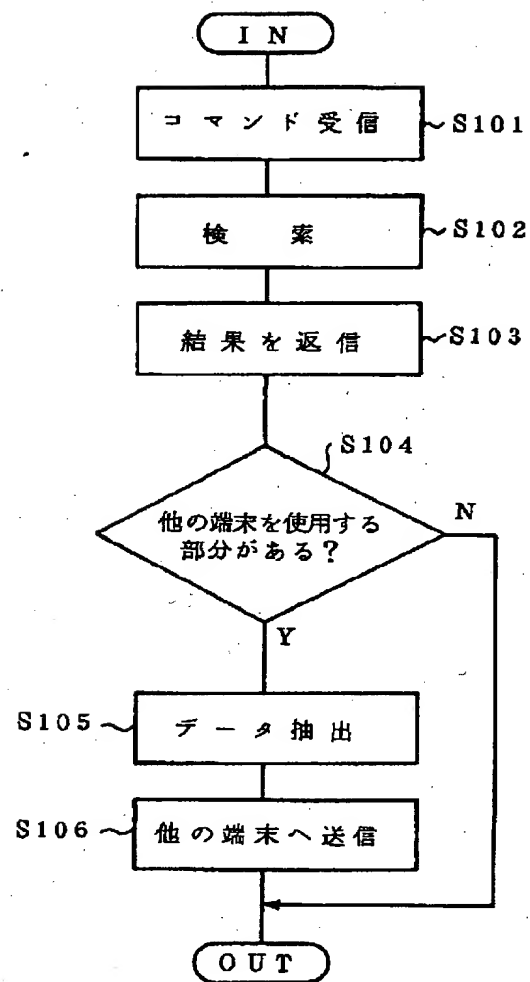 IN
コマンド受信
S101
検索
S102
結果を返信
S103
S104
他の端末を使用する
部分がある?
N
Y
S105
データ抽出
S106
他の端末へ送信
OUT